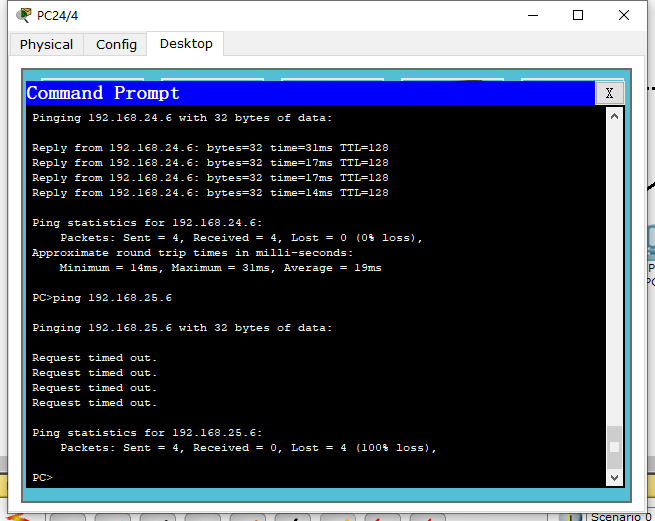 PC24/4
Physical Config Desktop
Command Prompt X
Pinging 192.168.24.6 with 32 bytes of data:
Reply from 192.168.24.6: bytes=32 time=31ms TTL=128
Reply from 192.168.24.6: bytes=32 time=17ms TTL=128
Reply from 192.168.24.6: bytes=32 time=17ms TTL=128
Reply from 192.168.24.6: bytes=32 time=14ms TTL=128
Ping statistics for 192.168.24.6:
Packets: Sent = 4, Received = 4, Lost = 0 (0% loss),
Approximate round trip times in milli-seconds:
Minimum = 14ms, Maximum = 31ms, Average = 19ms
PC>ping 192.168.25.6
Pinging 192.168.25.6 with 32 bytes of data:
Request timed out.
Request timed out.
Request timed out.
Request timed out.
Ping statistics for 192.168.25.6:
Packets: Sent = 4, Received = 0, Lost = 4 (100% loss),
PC>
Scenario 0